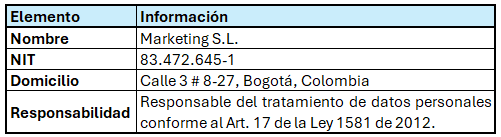 Elemento Información
Nombre Marketing S.L.
NIT 83.472.645-1
Domicilio Calle 3 # 8-27, Bogotá, Colombia
Responsabilidad Responsable del tratamiento de datos personales
conforme al Art. 17 de la Ley 1581 de 2012.